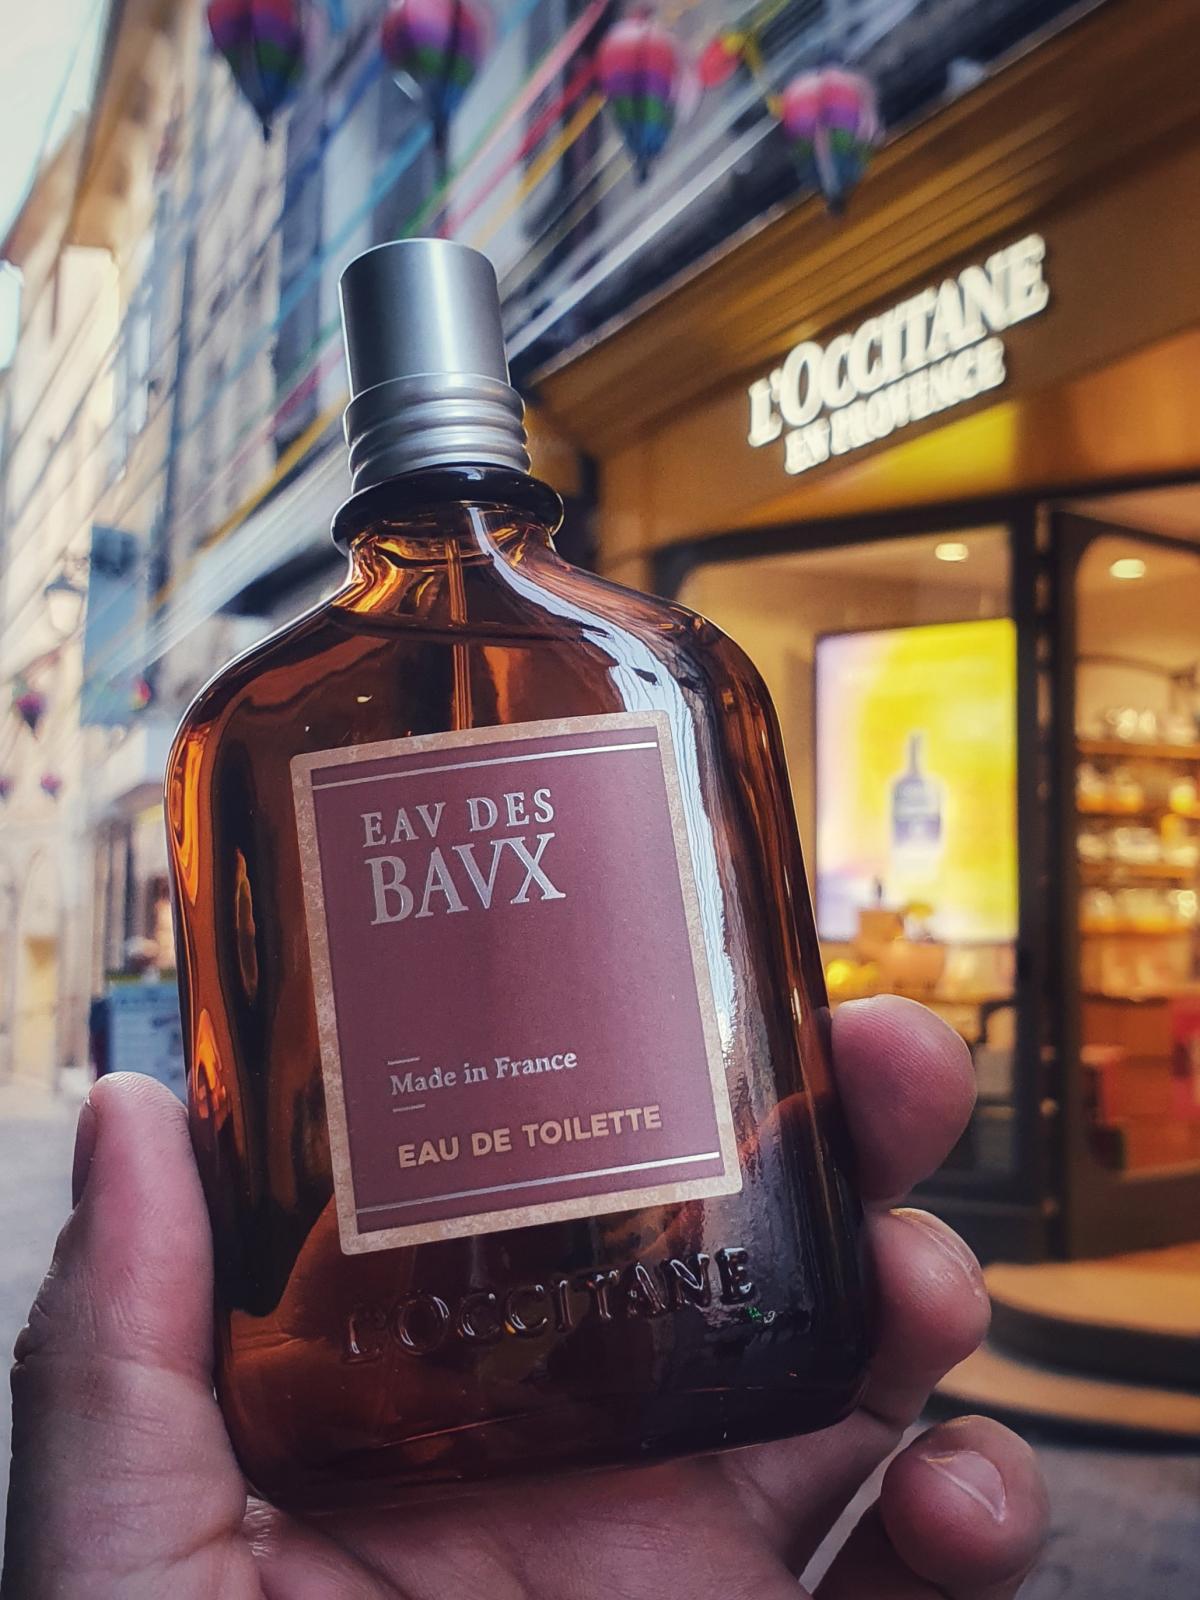 L'OCCITANE
EN PROVENCE
EAV DES
BAVX
Made in France
EAU DE TOILETTE
L'OCCITANE